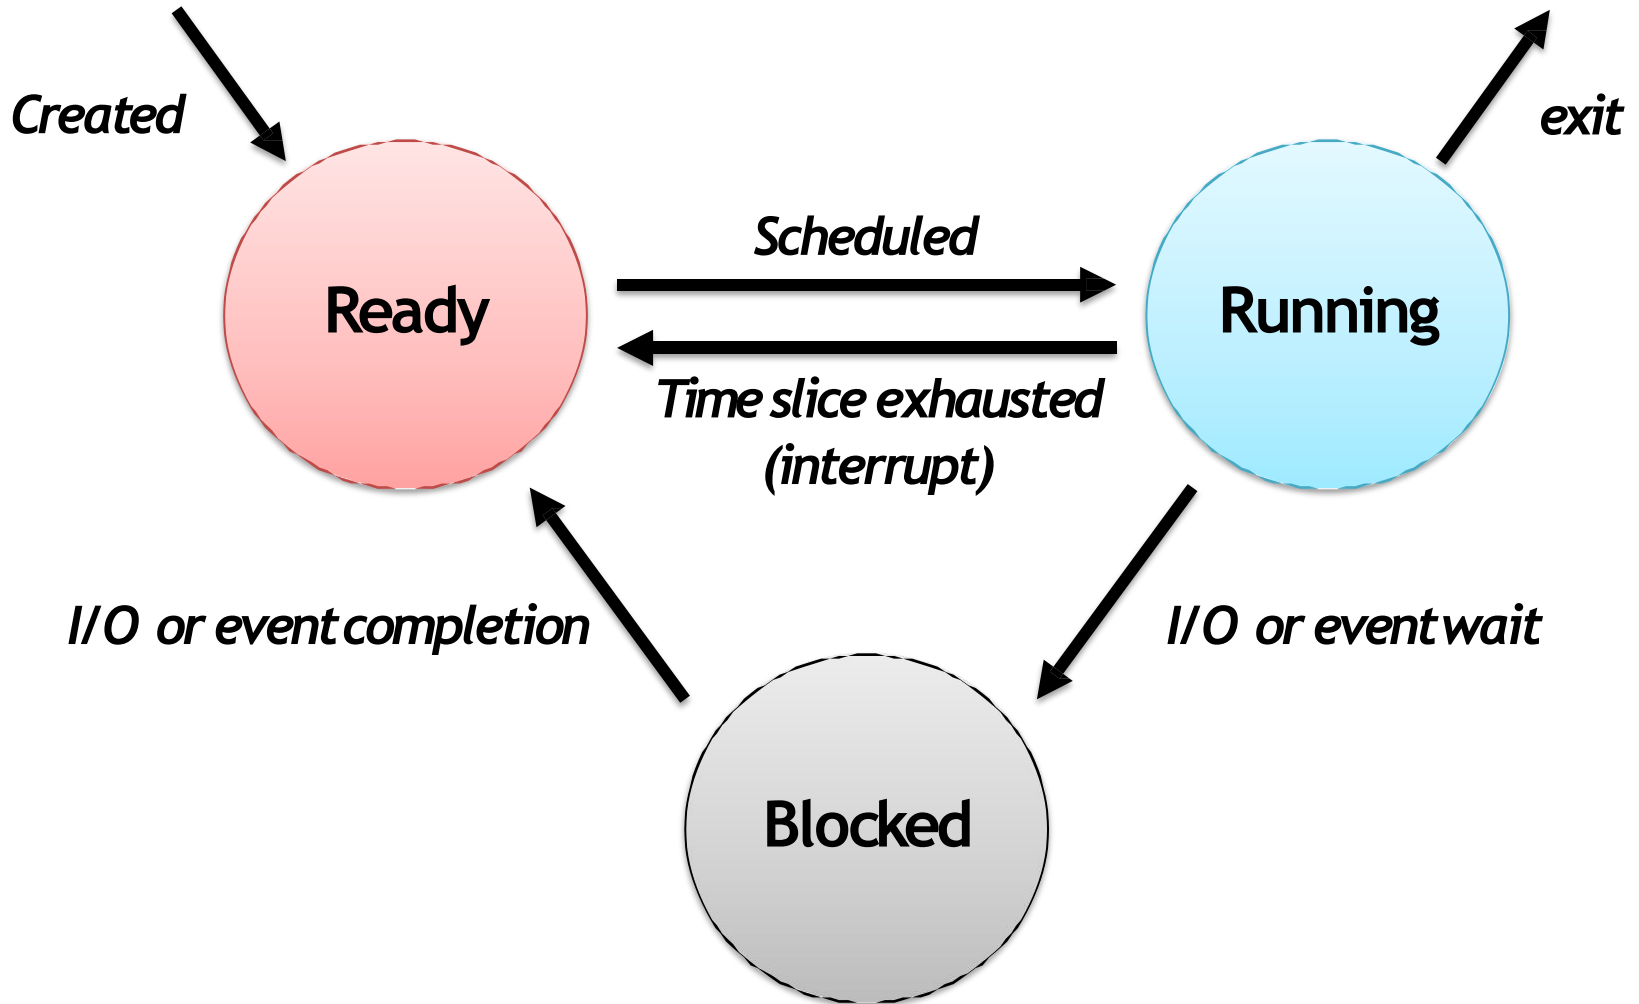 Created
exit
Scheduled
Ready
Running
Time slice exhausted
(interrupt)
I/O or event completion
I/O or event wait
Blocked